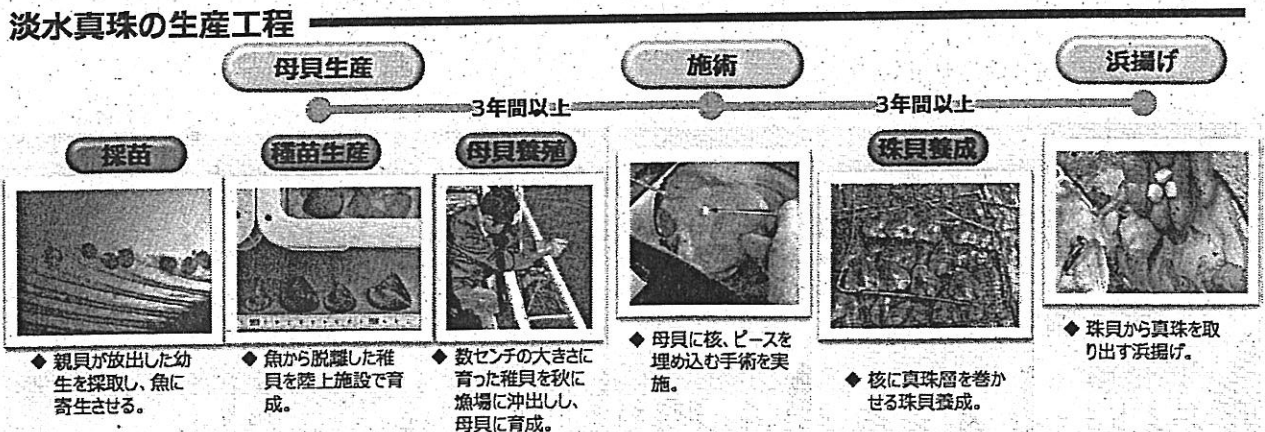 淡水真珠の生産工程
母貝生産
施術
浜揚げ
3年間以上
3年間以上
採苗
種苗生産
母貝養殖
珠貝養成
◆ 親貝が放出した幼
生を採取し、魚に
寄生させる。
◆ 魚から脱離した稚
貝を陸上施設で育
成。
◆ 数センチの大きさに
育った稚貝を秋に
漁場に沖出しし、
母貝に育成。
◆ 母貝に核、ピースを
埋め込む手術を実
施。
◆ 核に真珠層を巻か
せる珠貝養成。
◆ 珠貝から真珠を取
り出す浜揚げ。